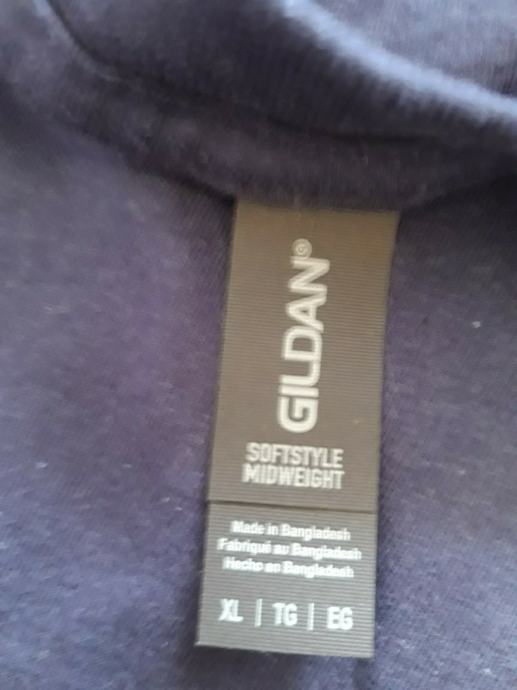 GILDAN®
SOFTSTYLE
MIDWEIGHT
Made in Bangladesh
Fabriqué au Bangladesh
Hecho en Bangladesh
XL | TG | EG